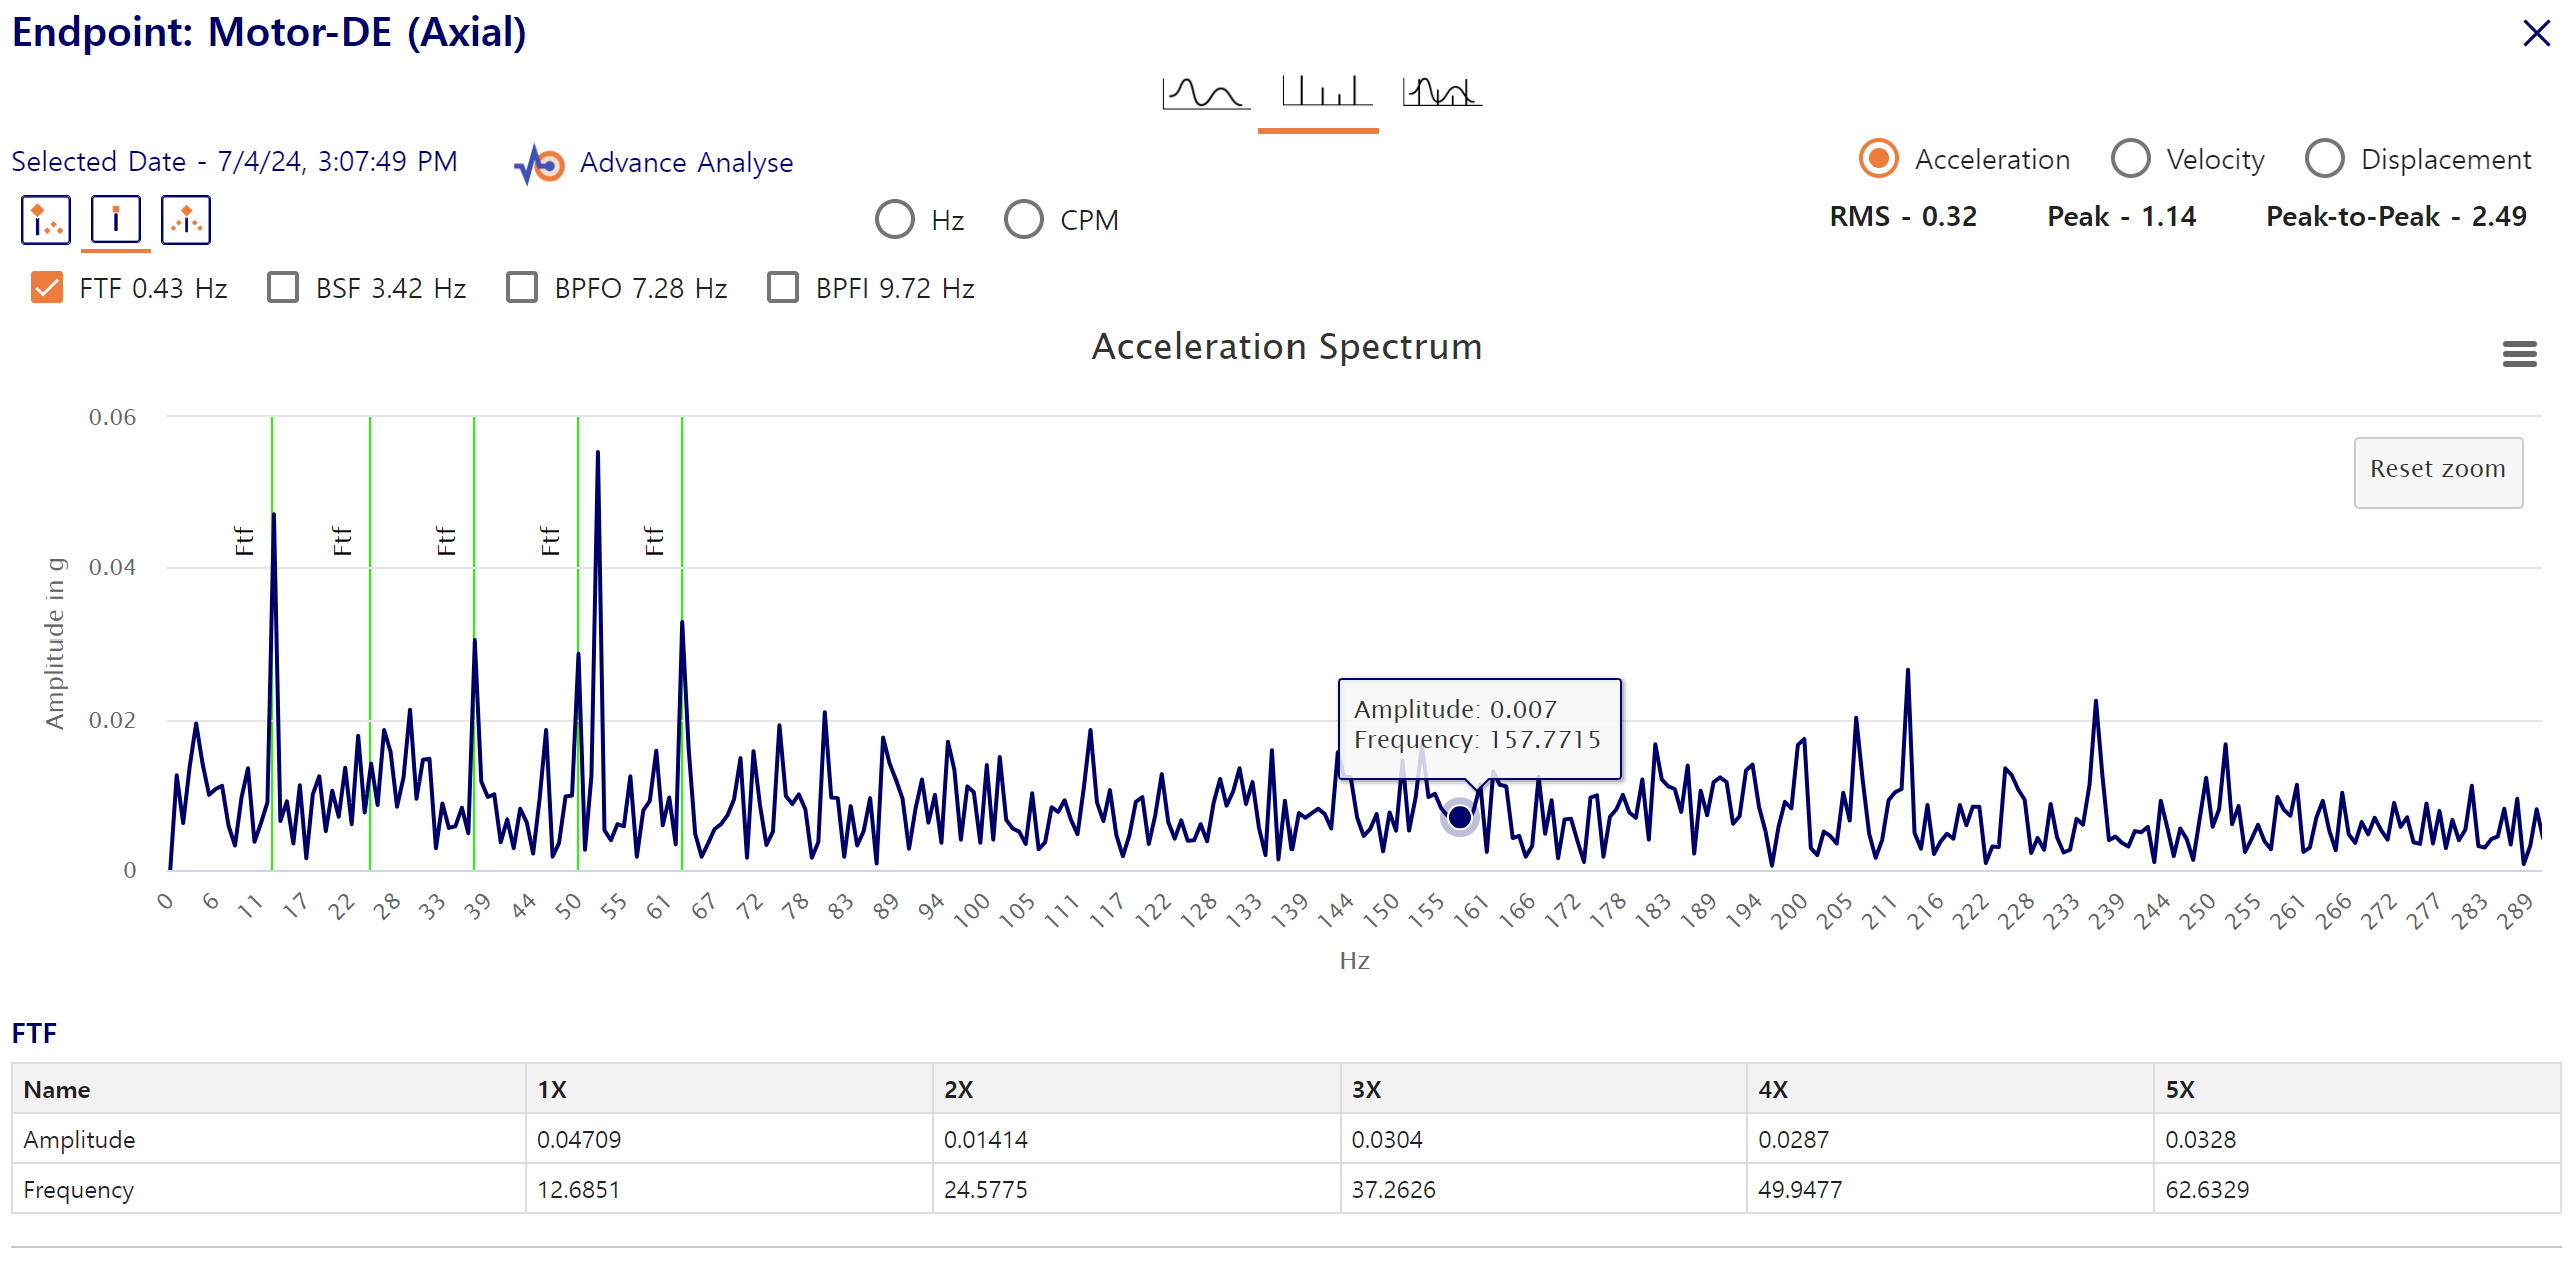 Endpoint: Motor-DE (Axial)
Selected Date - 7/4/24, 3:07:49 PM
Advance Analyse
Acceleration Velocity Displacement
Hz CPM
RMS - 0.32 Peak - 1.14 Peak-to-Peak - 2.49
FTF 0.43 Hz BSF 3.42 Hz BPFO 7.28 Hz BPFI 9.72 Hz
Acceleration Spectrum
Reset zoom
Amplitude in g
0.06
0.04
0.02
0
Ftf Ftf Ftf Ftf Ftf
Amplitude: 0.007
Frequency: 157.7715
0 6 11 17 22 28 33 39 44 50 55 61 67 72 78 83 89 94 100 105 111 117 122 128 133 139 144 150 155 161 166 172 178 183 189 194 200 205 211 216 222 228 233 239 244 250 255 261 266 272 277 283 289
Hz
FTF
Name 1X 2X 3X 4X 5X
Amplitude 0.04709 0.01414 0.0304 0.0287 0.0328
Frequency 12.6851 24.5775 37.2626 49.9477 62.6329